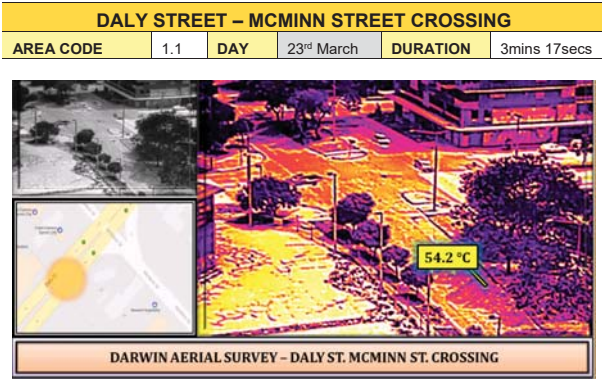 DALY STREET – MCMINN STREET CROSSING
AREA CODE 1.1 DAY 23rd March DURATION 3mins 17secs
54.2 °C
DARWIN AERIAL SURVEY – DALY ST. MCMINN ST. CROSSING